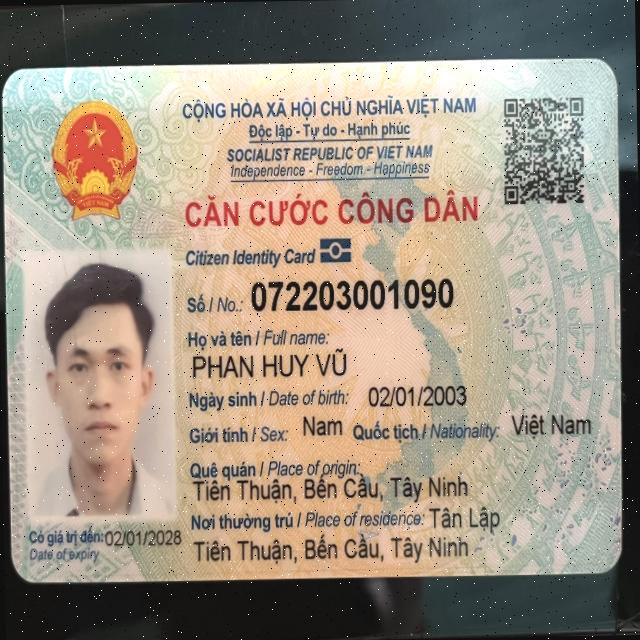 CỘNG HÒA XÃ HỘI CHỦ NGHĨA VIỆT NAM
Độc lập - Tự do - Hạnh phúc
SOCIALIST REPUBLIC OF VIET NAM
Independence - Freedom - Happiness
CĂN CƯỚC CÔNG DÂN
Citizen Identity Card
Số / No.: 072203001090
Họ và tên / Full name:
PHAN HUY VŨ
Ngày sinh / Date of birth: 02/01/2003
Giới tính / Sex: Nam Quốc tịch / Nationality: Việt Nam
Quê quán / Place of origin:
Tiên Thuận, Bến Cầu, Tây Ninh
Nơi thường trú / Place of residence: Tân Lập
Tiên Thuận, Bến Cầu, Tây Ninh
Có giá trị đến: 02/01/2028
Date of expiry
VIỆT NAM